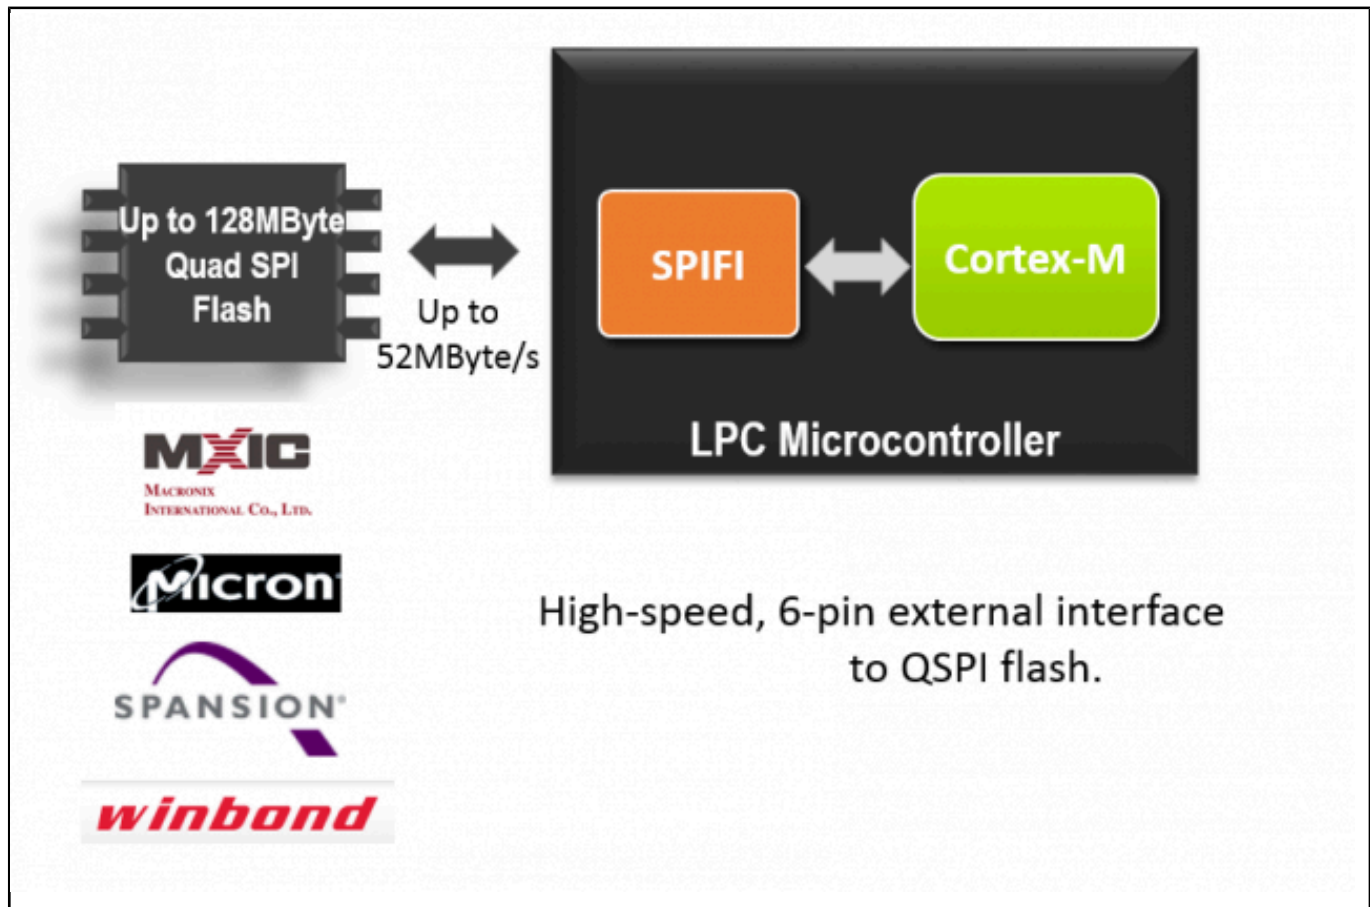 Up to 128MByte
Quad SPI
Flash
Up to
52MByte/s
SPIFI
Cortex-M
LPC Microcontroller
MXIC
MACRONIX
INTERNATIONAL CO., LTD.
Micron
SPANSION®
winbond
High-speed, 6-pin external interface
to QSPI flash.